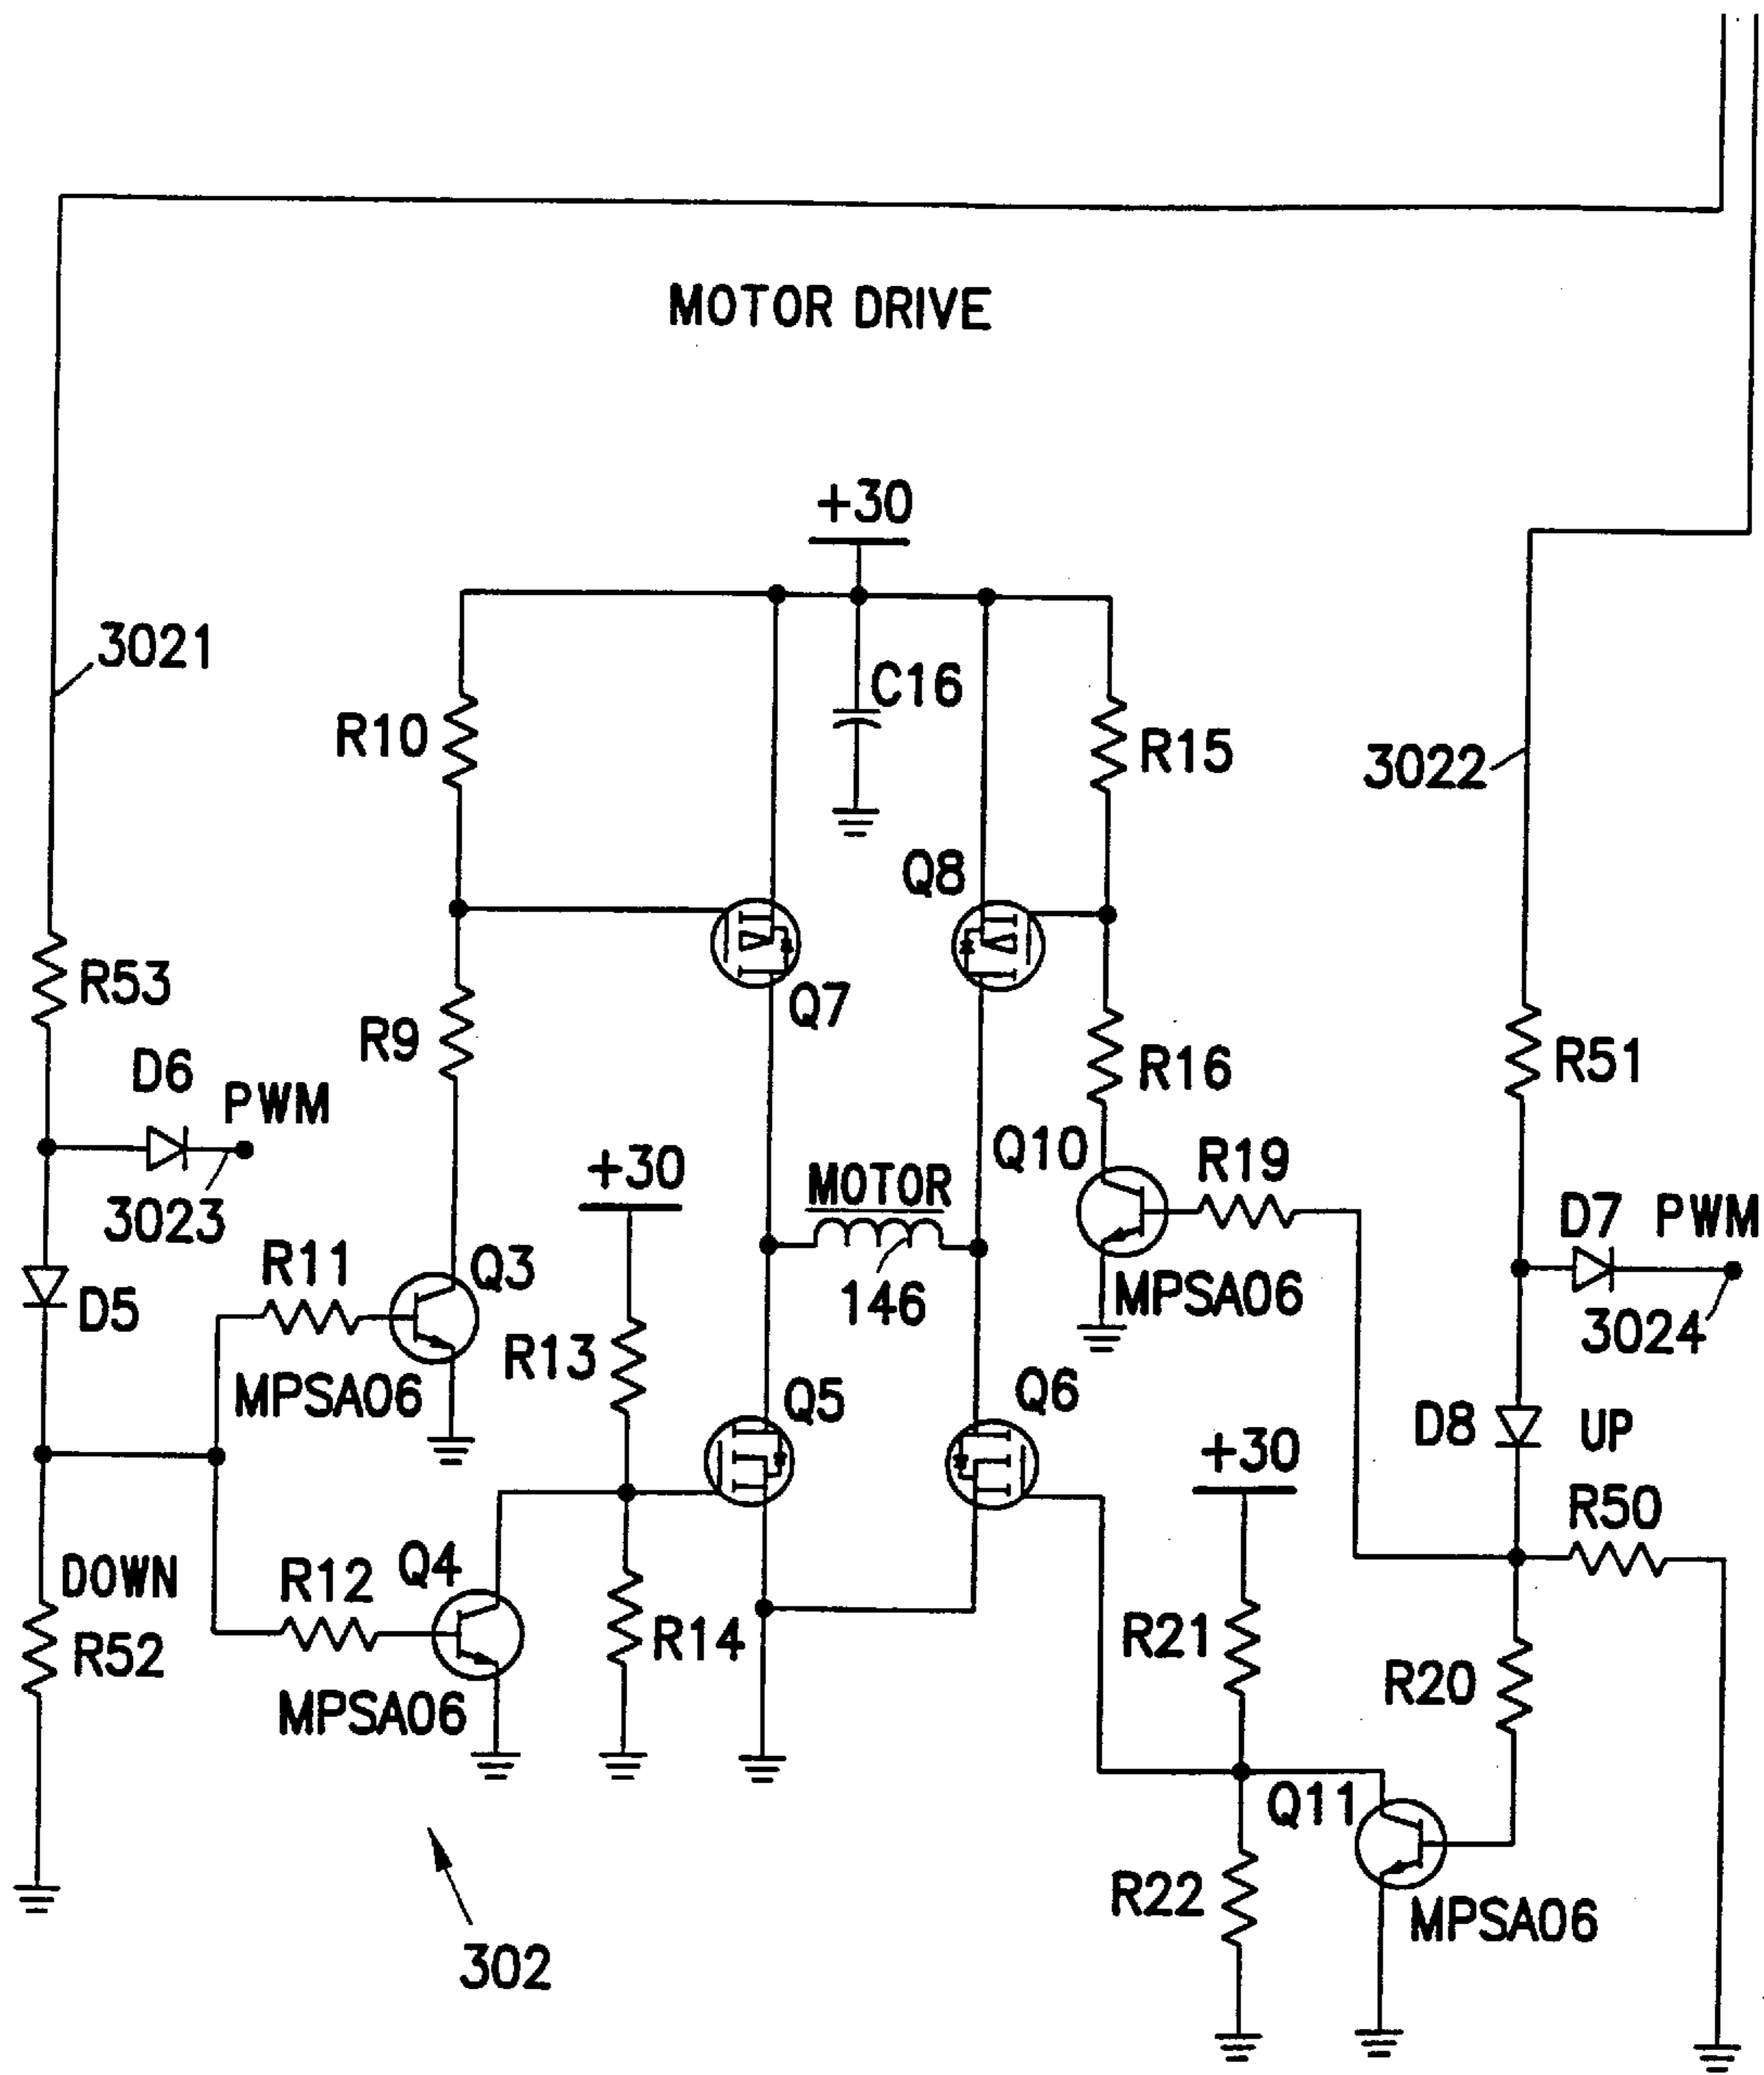 MOTOR DRIVE
+30
3021
C16
R10
R15
3022
Q8
R53
Q7
R9
R51
D6
PWM
R16
Q10
R19
+30
MOTOR
3023
D7 PWM
R11
Q3
146
MPSA06
D5
3024
R13
MPSA06
Q5
Q6
D8
UP
+30
R50
DOWN
R12
Q4
R52
R14
R21
R20
MPSA06
Q11
R22
MPSA06
302